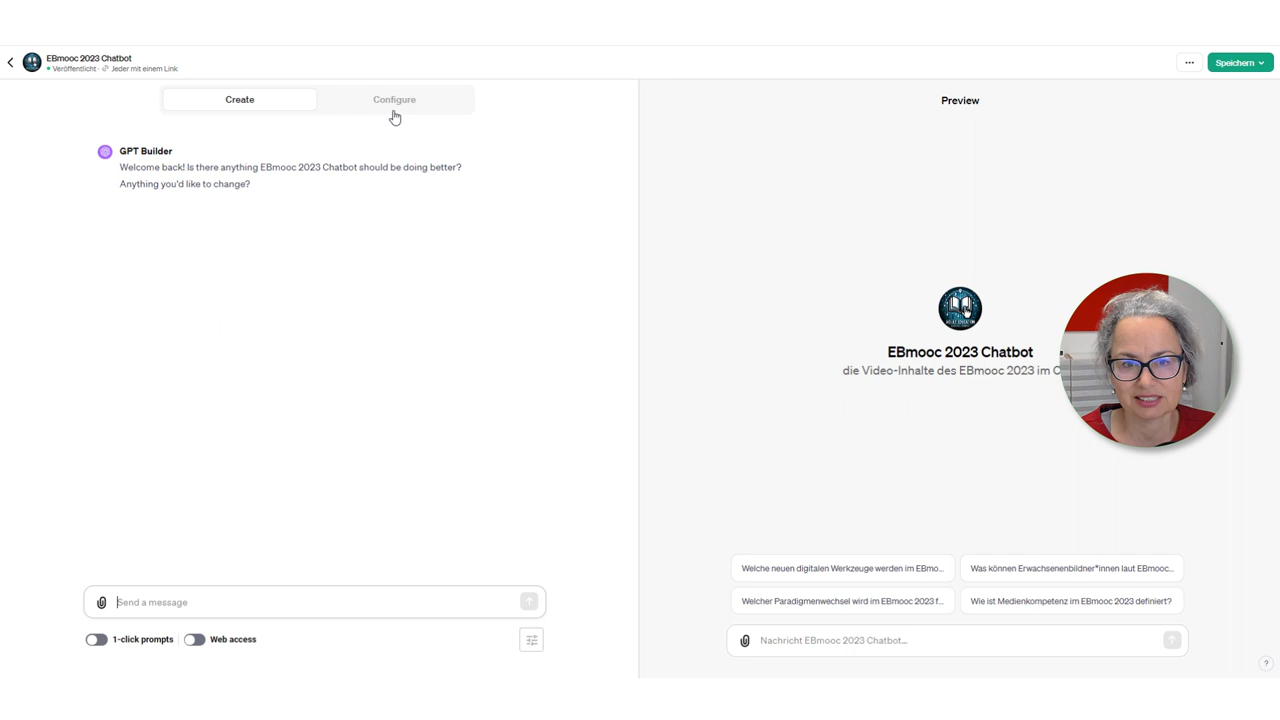 EBmooc 2023 Chatbot
Veröffentlicht · Jeder mit einem Link
...
Speichern
Create
Configure
Preview
GPT Builder
Welcome back! Is there anything EBmooc 2023 Chatbot should be doing better?
Anything you'd like to change?
EBmooc 2023 Chatbot
die Video-Inhalte des EBmooc 2023 im C
Welche neuen digitalen Werkzeuge werden im EBmo...
Was können Erwachsenenbildner*innen laut EBmooc...
Welcher Paradigmenwechsel wird im EBmooc 2023 f...
Wie ist Medienkompetenz im EBmooc 2023 definiert?
Send a message
Nachricht EBmooc 2023 Chatbot...
1-click prompts
Web access
?